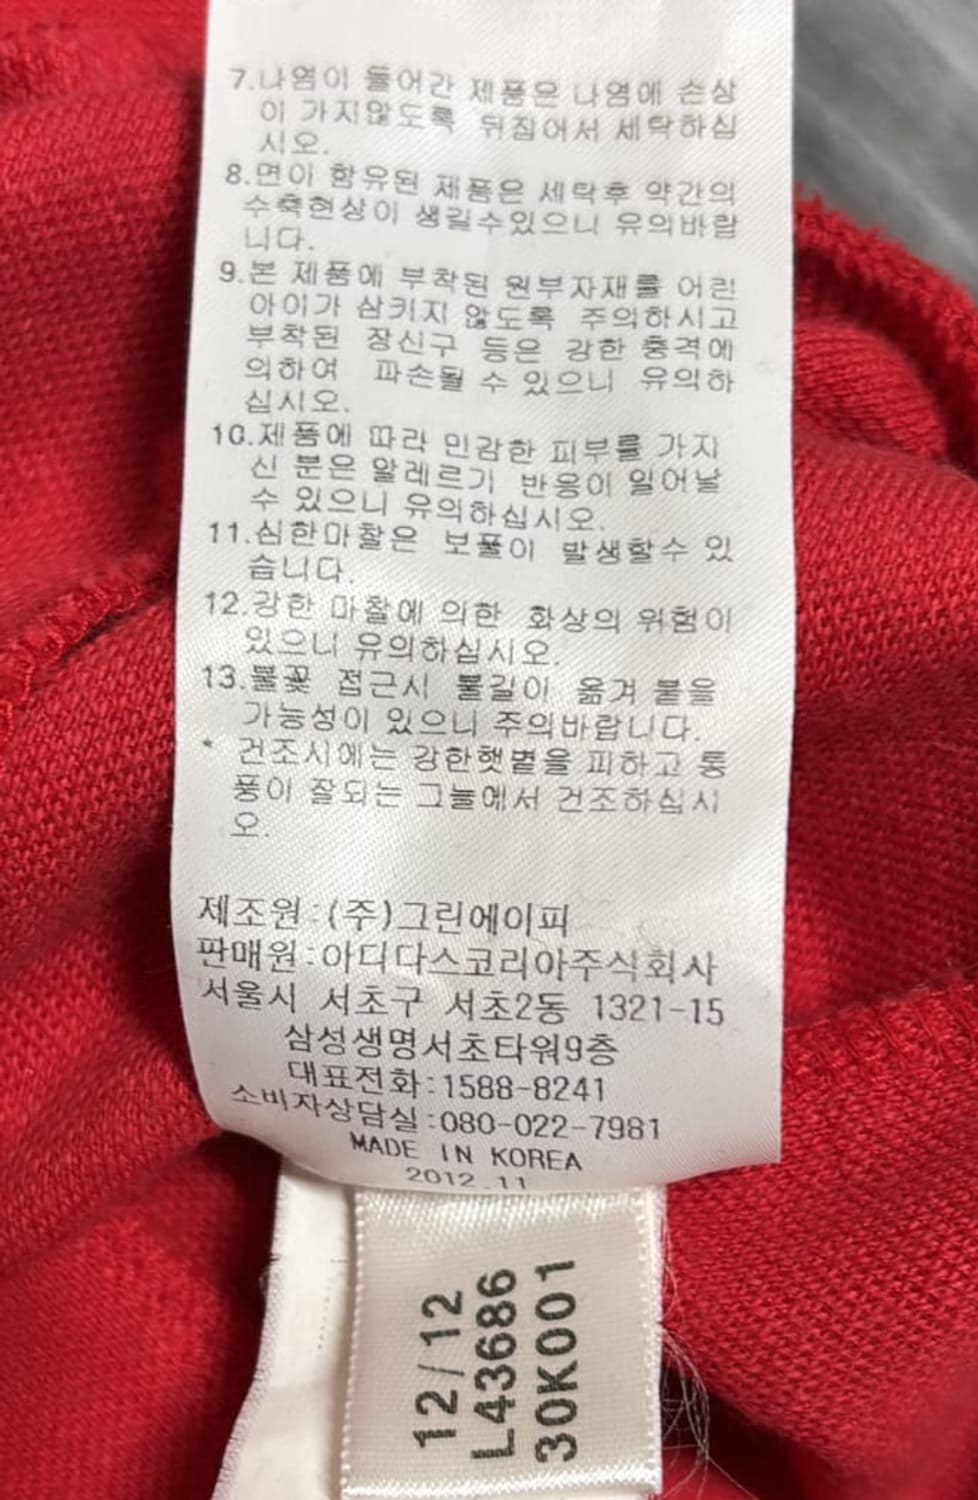 7.나염이 들어간 제품은 나염에 손상
이 가지않도록 뒤집어서 세탁하십
시오.
8.면이 함유된 제품은 세탁후 약간의
수축현상이 생길수있으니 유의바랍
니다.
9.본 제품에 부착된 원부자재를 어린
아이가 삼키지 않도록 주의하시고
부착된 장신구 등은 강한 충격에
의하여 파손될 수 있으니 유의하
십시오.
10.제품에 따라 민감한 피부를 가지
신 분은 알레르기 반응이 일어날
수 있으니 유의하십시오.
11.심한마찰은 보풀이 발생할수 있
습니다.
12.강한 마찰에 의한 화상의 위험이
있으니 유의하십시오.
13.불꽃 접근시 불길이 옮겨 붙을
가능성이 있으니 주의바랍니다.
* 건조시에는 강한햇볕을 피하고 통
풍이 잘되는 그늘에서 건조하십시
오.
제조원:(주)그린에이피
판매원:아디다스코리아주식회사
서울시 서초구 서초2동 1321-15
삼성생명서초타워9층
대표전화:1588-8241
소비자상담실:080-022-7981
MADE IN KOREA
2012.11
12/12
L43686
30K001